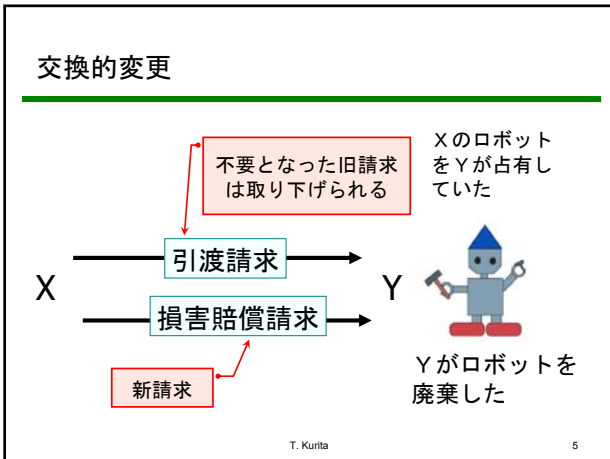 交換的変更
不要となった旧請求
は取り下げられる
Xのロボット
をYが占有し
ていた
引渡請求
X
Y
損害賠償請求
新請求
Yがロボットを
廃棄した
T. Kurita
5